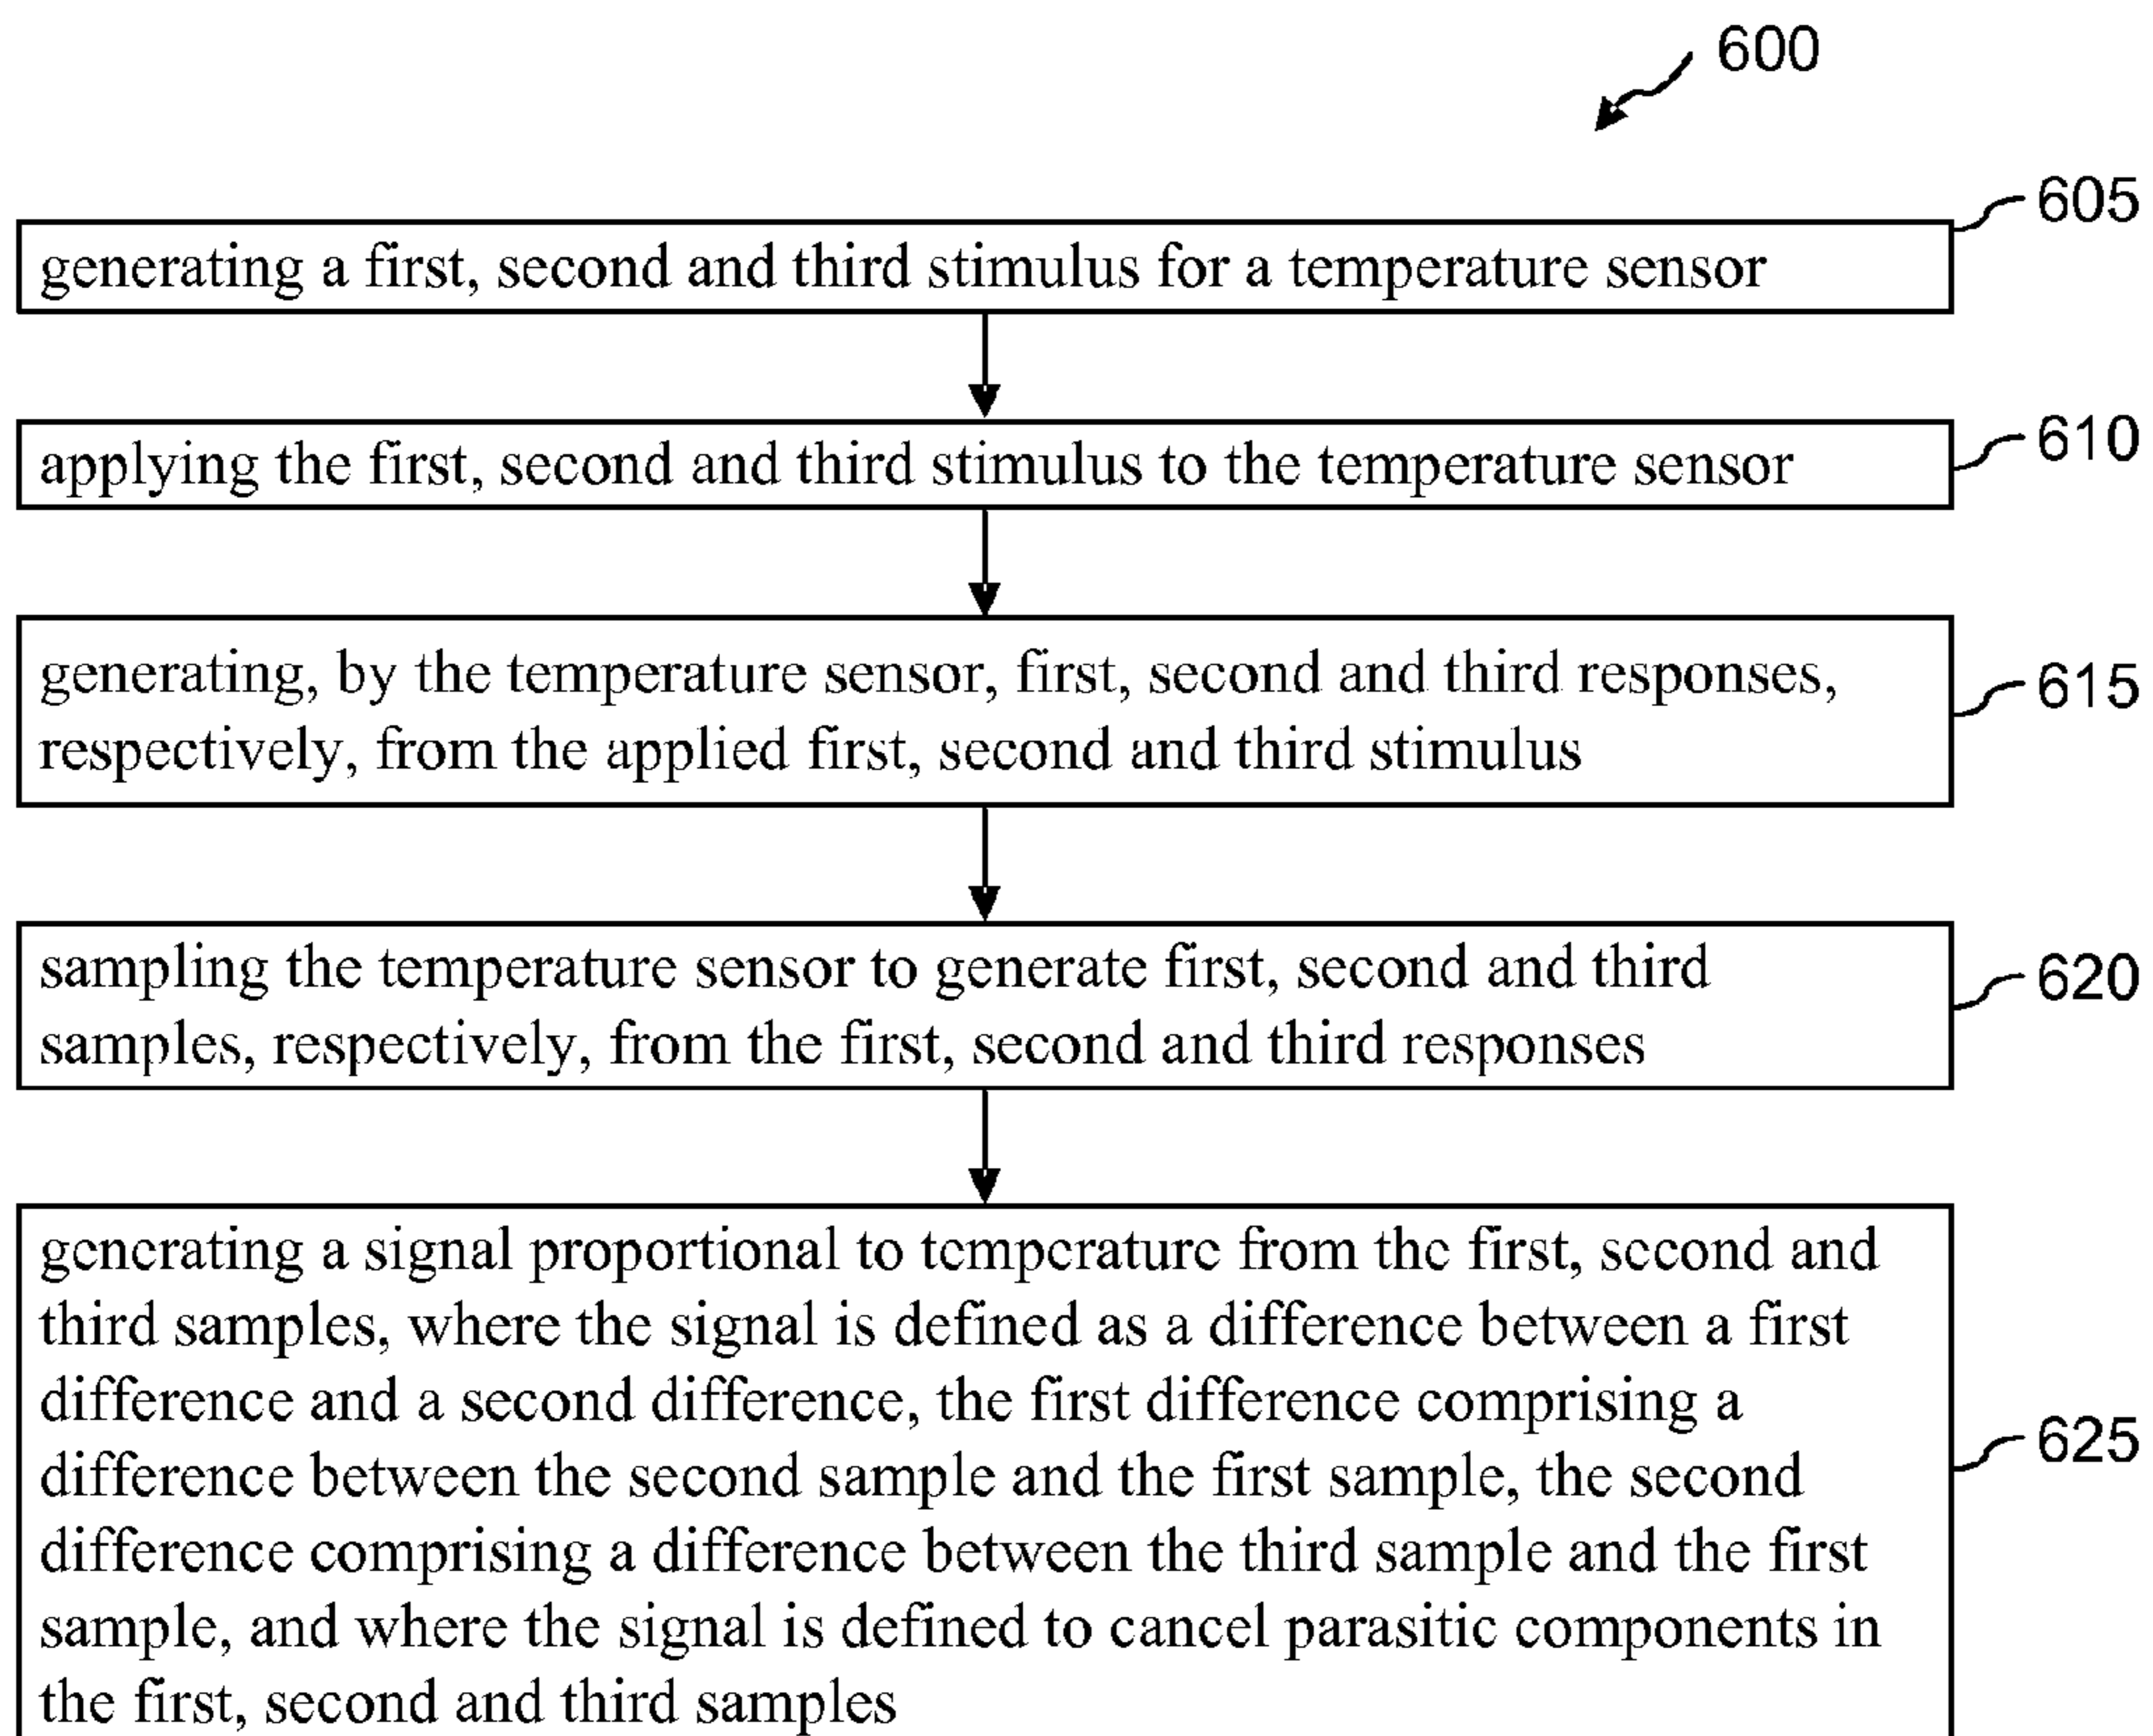 600
605
generating a first, second and third stimulus for a temperature sensor
610
applying the first, second and third stimulus to the temperature sensor
generating, by the temperature sensor, first, second and third responses,
615
respectively, from the applied first, second and third stimulus
sampling the temperature sensor to generate first, second and third
620
samples, respectively, from the first, second and third responses
generating a signal proportional to temperature from the first, second and
third samples, where the signal is defined as a difference between a first
difference and a second difference, the first difference comprising a
625
difference between the second sample and the first sample, the second
difference comprising a difference between the third sample and the first
sample, and where the signal is defined to cancel parasitic components in
the first, second and third samples